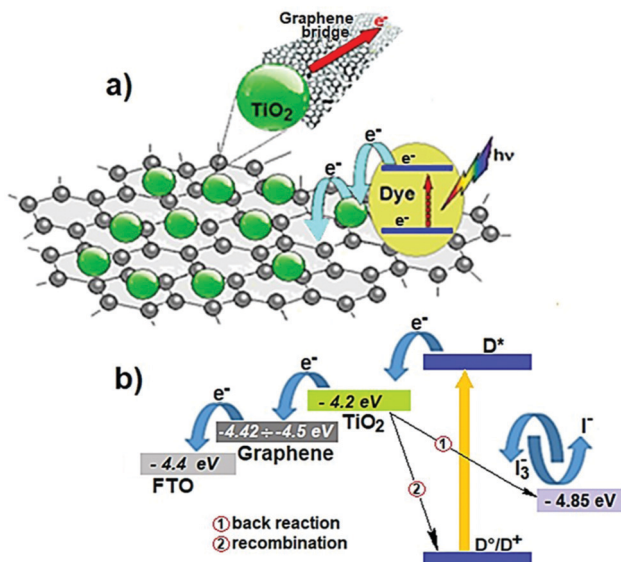 Graphene
bridge
e-
a)
TiO2
e-
e-
e-
hν
Dye
e-
e-
D*
b)
e-
e-
- 4.2 eV
TiO2
-4.42÷-4.5 eV
Graphene
- 4.4 eV
FTO
1
2
I-
I3-
- 4.85 eV
1 back reaction
2 recombination
D°/D+